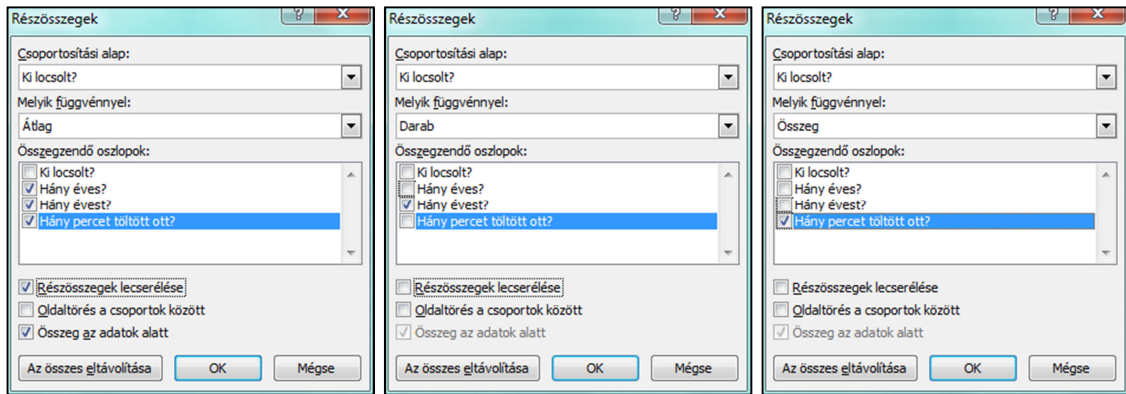 Részösszegek
Csoportosítási alap:
Ki locsolt?
Melyik függvénnyel:
Átlag
Összegzendő oszlopok:
Ki locsolt?
Hány éves?
Hány évest?
Hány percet töltött ott?
Részösszegek lecserélése
Oldaltörés a csoportok között
Összeg az adatok alatt
Az összes eltávolítása OK Mégse
Részösszegek
Csoportosítási alap:
Ki locsolt?
Melyik függvénnyel:
Darab
Összegzendő oszlopok:
Ki locsolt?
Hány éves?
Hány évest?
Hány percet töltött ott?
Részösszegek lecserélése
Oldaltörés a csoportok között
Összeg az adatok alatt
Az összes eltávolítása OK Mégse
Részösszegek
Csoportosítási alap:
Ki locsolt?
Melyik függvénnyel:
Összeg
Összegzendő oszlopok:
Ki locsolt?
Hány éves?
Hány évest?
Hány percet töltött ott?
Részösszegek lecserélése
Oldaltörés a csoportok között
Összeg az adatok alatt
Az összes eltávolítása OK Mégse